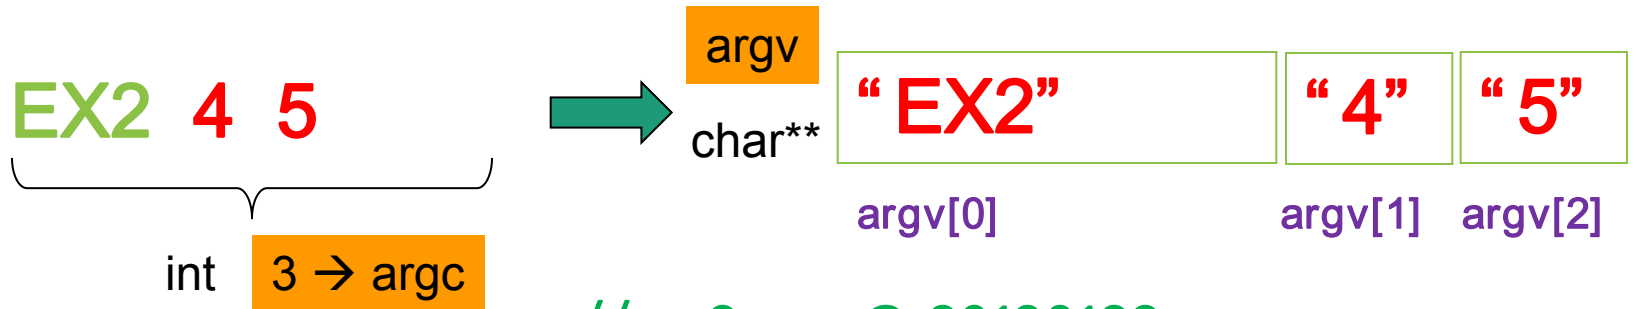 argv
EX2 4 5
char**
“EX2” “4” “5”
argv[0] argv[1] argv[2]
int 3 → argc